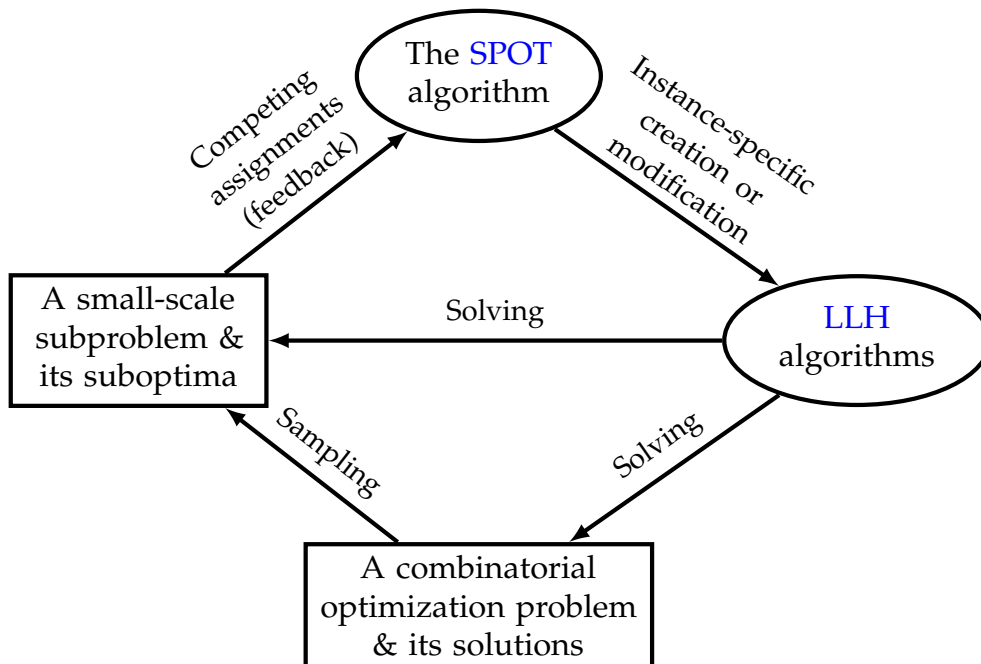 The SPOT
algorithm
Competing
assignments
(feedback)
Instance-specific
creation or
modification
A small-scale
subproblem &
its suboptima
Solving
LLH
algorithms
Sampling
Solving
A combinatorial
optimization problem
& its solutions